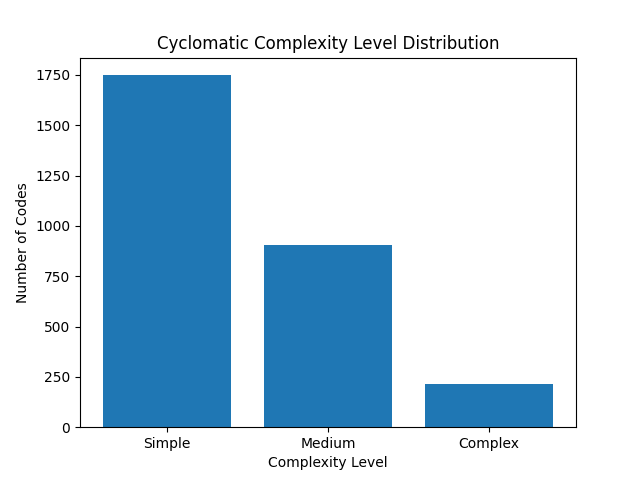 Cyclomatic Complexity Level Distribution
Number of Codes
1750
1500
1250
1000
750
500
250
0
Simple Medium Complex
Complexity Level